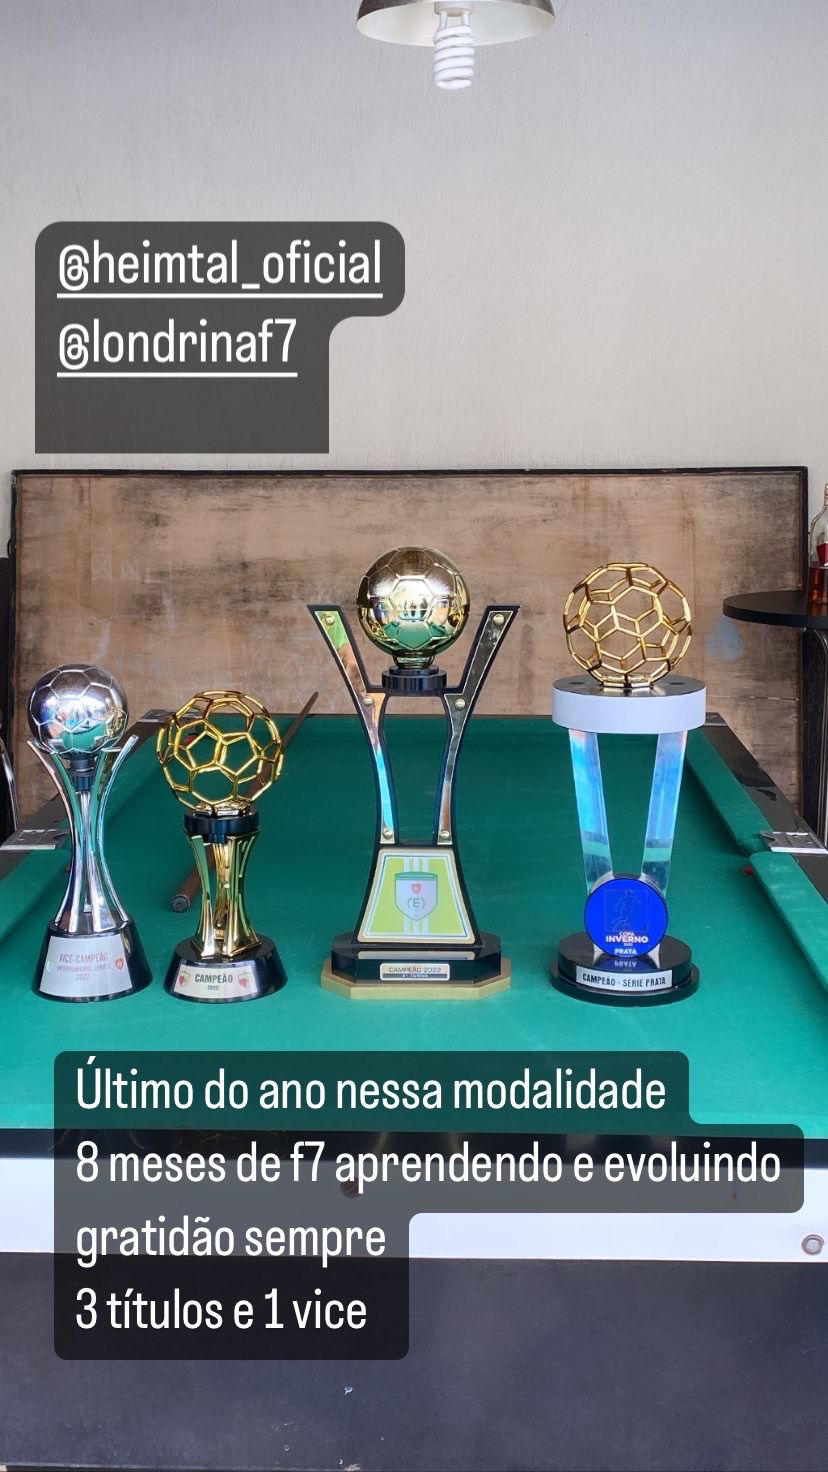 @heimtal_oficial
@londrinaf7
VICE-CAMPEÃO
2022
CAMPEÃO
2022
(E)
CAMPEÃO 2022
COPA
INVERNO
PRATA
CAMPEÃO - SERIE PRATA
Último do ano nessa modalidade
8 meses de f7 aprendendo e evoluindo
gratidão sempre
3 títulos e 1 vice